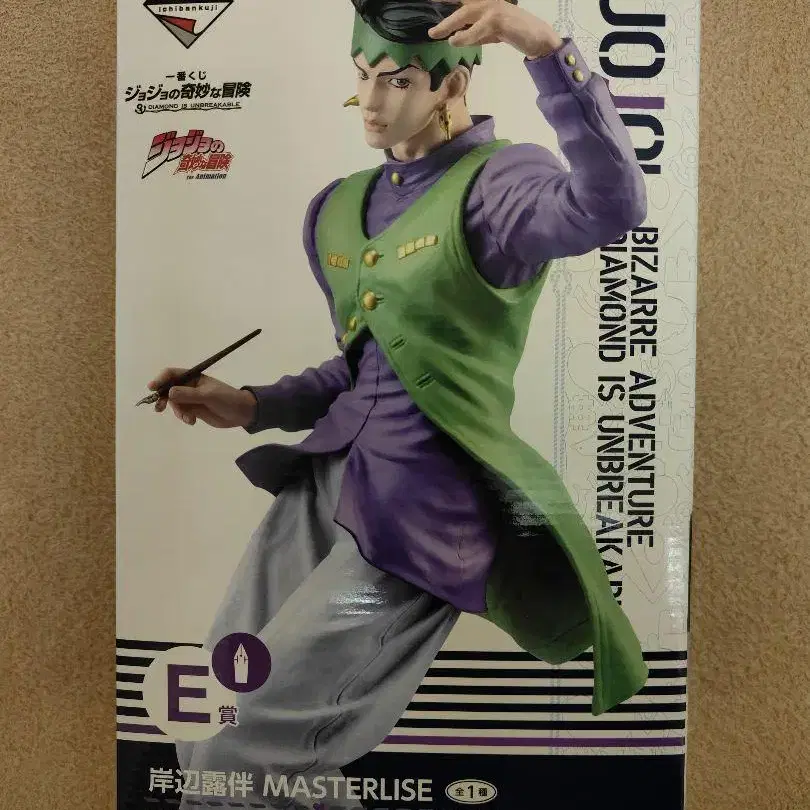 Ichibankuji
一番くじ
ジョジョの奇妙な冒険
DIAMOND IS UNBREAKABLE
ジョジョの
奇妙な冒険
the Animation
BIZARRE ADVENTURE
DIAMOND IS UNBREAKABL
E賞
岸辺露伴 MASTERLISE 全1種